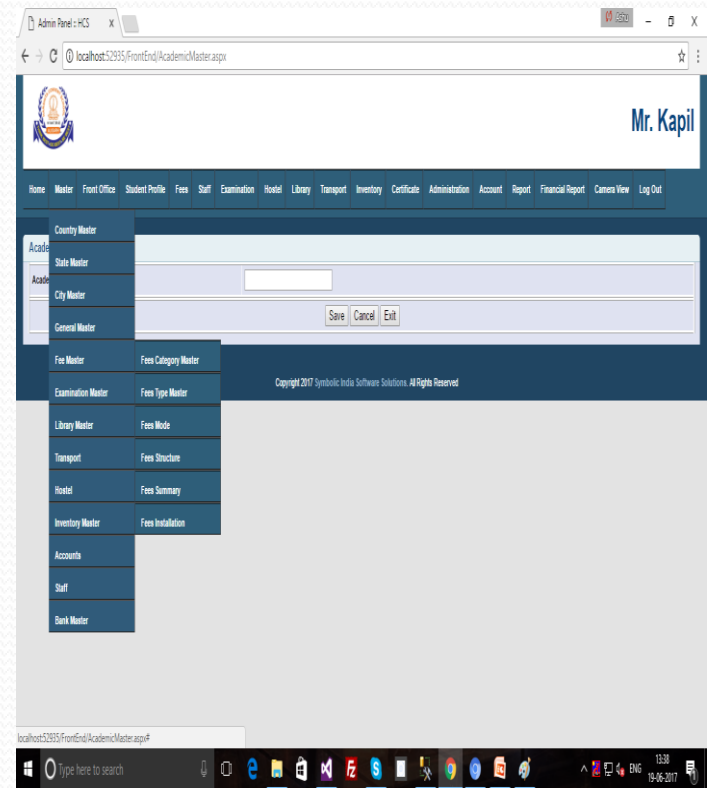 Admin Panel :: HCS X
localhost:52935/FrontEnd/AcademicMaster.aspx
Mr. Kapil
Home Master Front Office Student Profile Fees Staff Examination Hostel Library Transport Inventory Certificate Administration Account Report Financial Report Camera View Log Out
Country Master
Acade
State Master
Acade
City Master
Save Cancel Exit
General Master
Fee Master Fees Category Master
Copyright 2017 Symbolic India Software Solutions. All Rights Reserved
Examination Master Fees Type Master
Library Master Fees Mode
Transport Fees Structure
Hostel Fees Summary
Inventory Master Fees Installation
Accounts
Staff
Bank Master
localhost:52935/FrontEnd/AcademicMaster.aspx#
Type here to search
ENG
13:38
19-06-2017